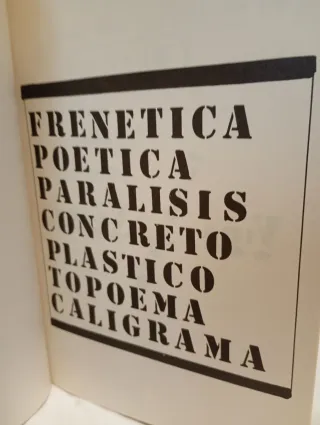 FRENETICA
POETICA
PARALISIS
CONCRETO
PLASTICO
TOPOEMA
CALIGRAMA